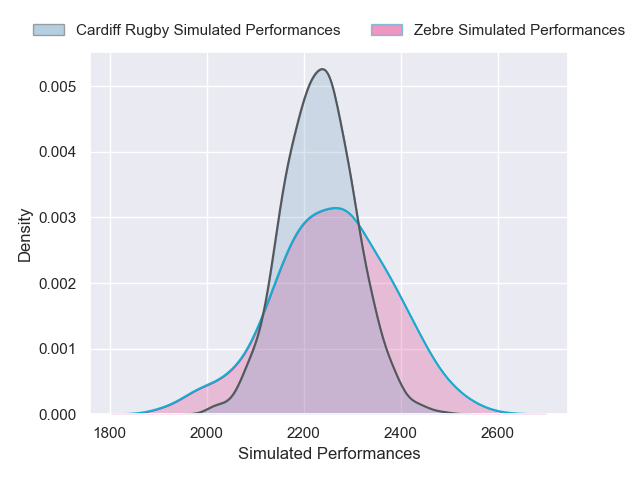 Cardiff Rugby Simulated Performances
Zebre Simulated Performances
0.005
0.004
0.003
0.002
0.001
0.000
Density
1800 2000 2200 2400 2600
Simulated Performances